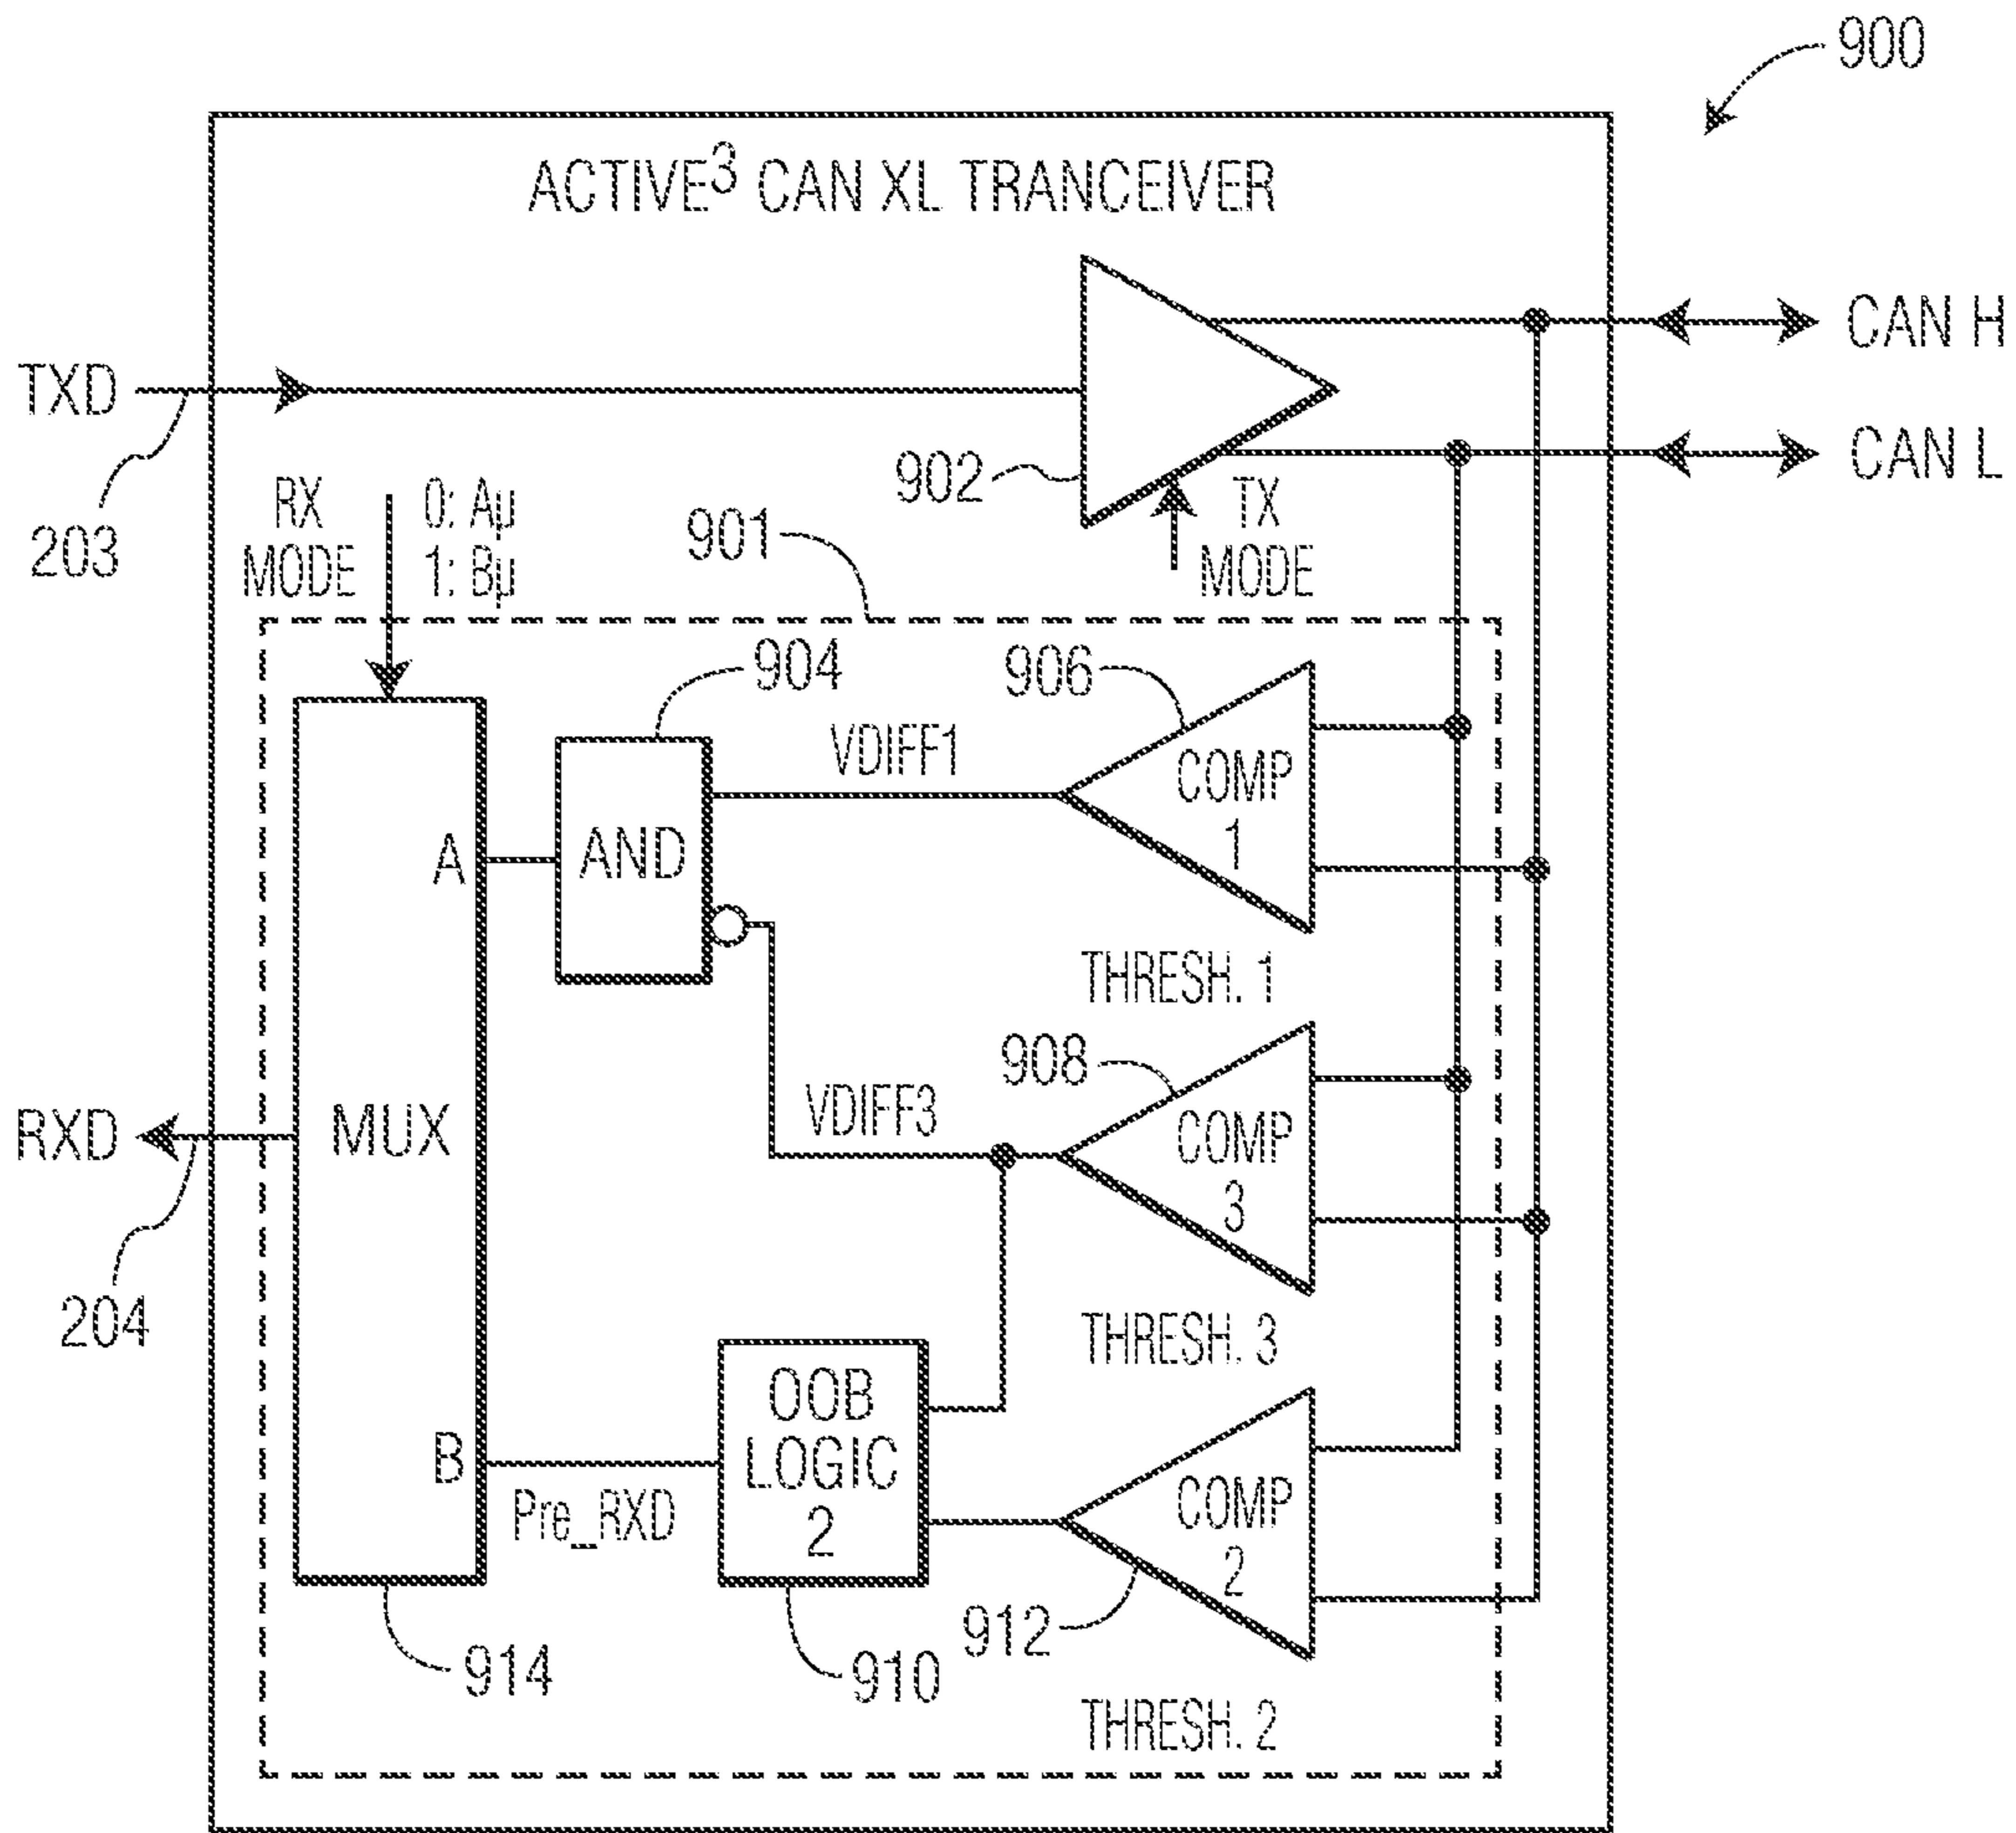 900
ACTIVE³ CAN XL TRANCEIVER
CAN H
TXD
CAN L
902
203
RX
MODE
0: Aµ
1: Bµ
901
TX
MODE
904
906
VDIFF1
COMP
1
AND
A
THRESH. 1
908
VDIFF3
COMP
3
RXD
MUX
204
THRESH. 3
OOB
LOGIC
2
B
Pre_RXD
COMP
2
912
914
910
THRESH. 2